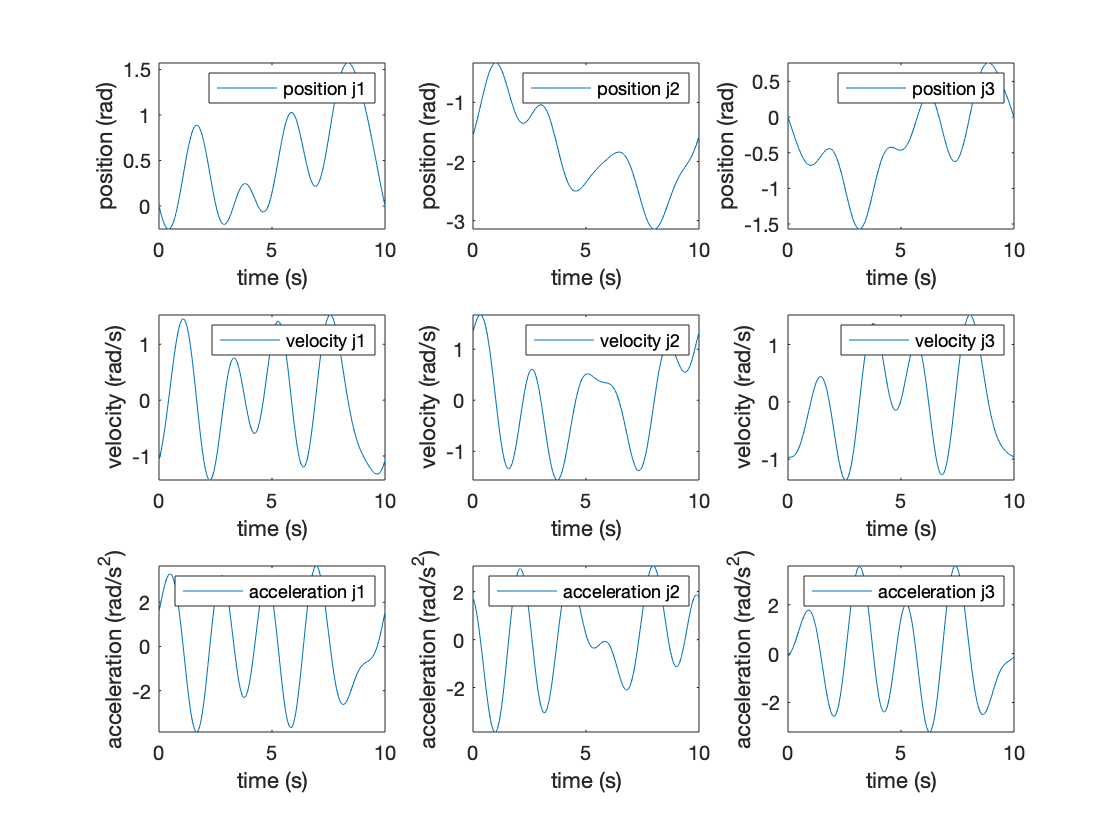 position (rad)
1.5
1
0.5
0
position j1
0 5 10
time (s)
position (rad)
-1
-2
-3
position j2
0 5 10
time (s)
position (rad)
0.5
0
-0.5
-1
-1.5
position j3
0 5 10
time (s)
velocity (rad/s)
1
0
-1
velocity j1
0 5 10
time (s)
velocity (rad/s)
1
0
-1
velocity j2
0 5 10
time (s)
velocity (rad/s)
1
0
-1
velocity j3
0 5 10
time (s)
acceleration (rad/s²)
2
0
-2
acceleration j1
0 5 10
time (s)
acceleration (rad/s²)
2
0
-2
acceleration j2
0 5 10
time (s)
acceleration (rad/s²)
2
0
-2
acceleration j3
0 5 10
time (s)